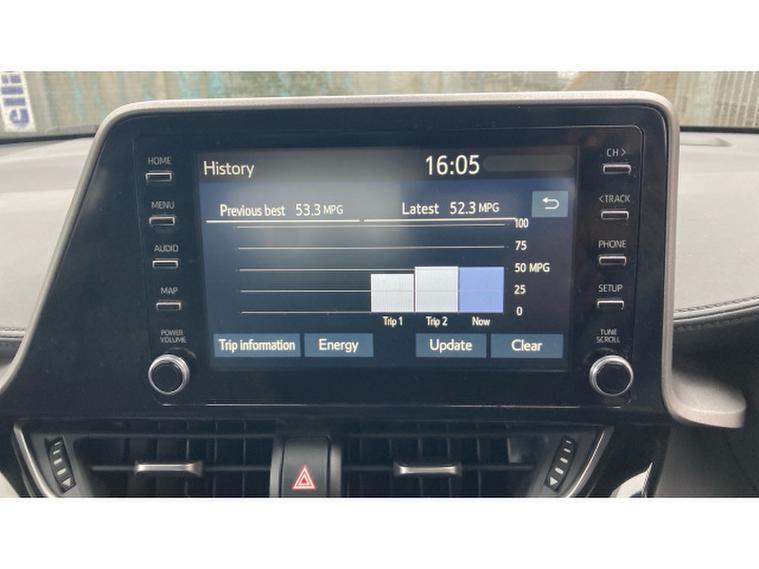 HOME
MENU
AUDIO
MAP
POWER
VOLUME
History
16:05
Previous best 53.3 MPG
Latest 52.3 MPG
100
75
50 MPG
25
0
Trip 1
Trip 2
Now
Trip information
Energy
Update
Clear
CH >
< TRACK
PHONE
SETUP
TUNE
SCROLL